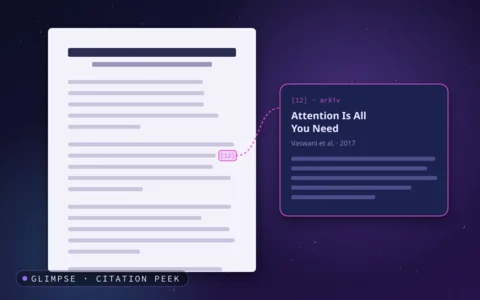 [12]
[12] · arXiv
Attention Is All
You Need
Vaswani et al. · 2017
GLIMPSE · CITATION PEEK